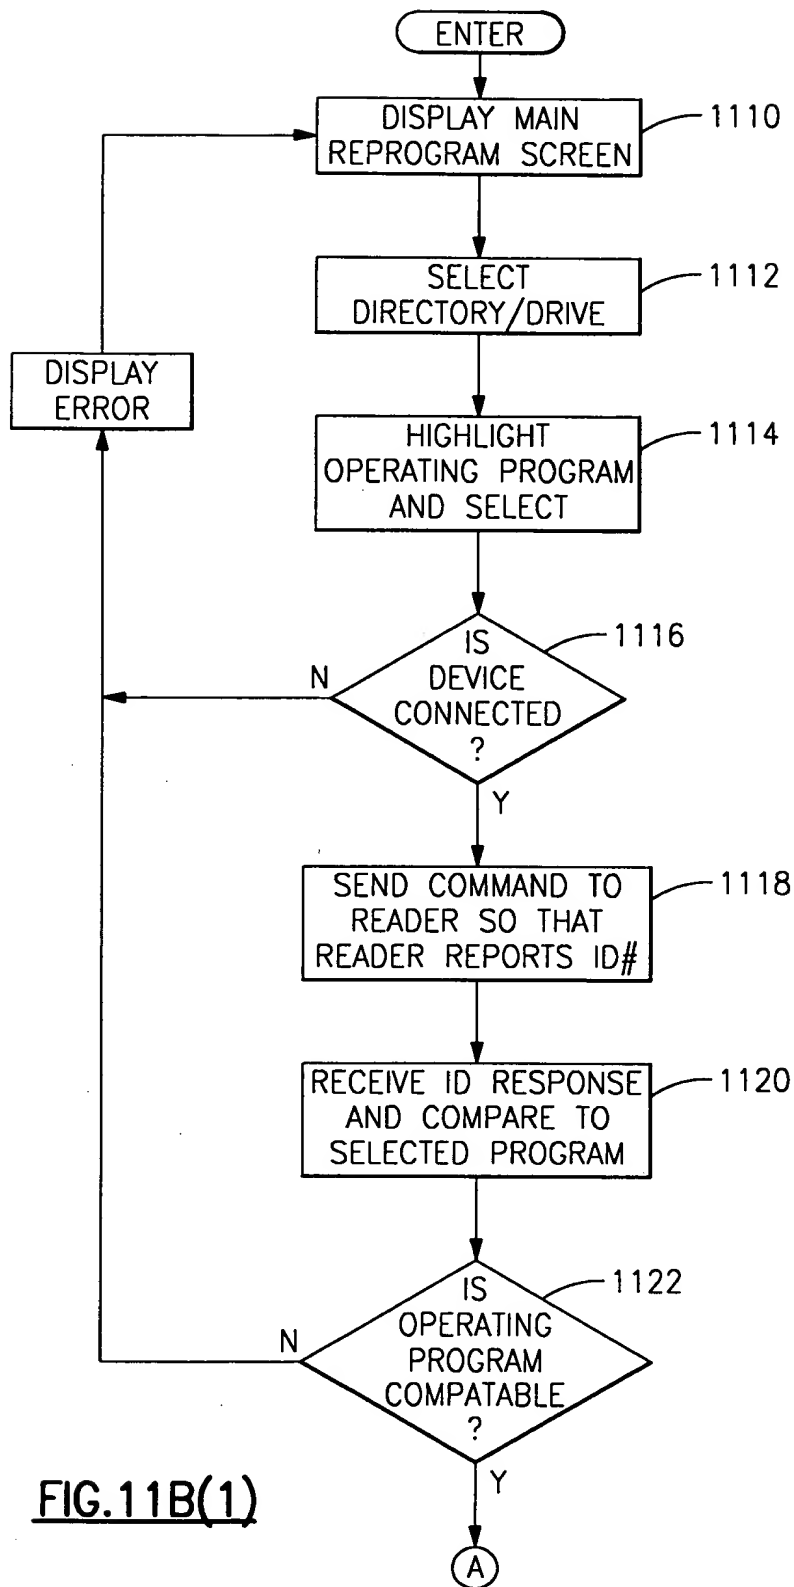 ENTER
DISPLAY MAIN
REPROGRAM SCREEN
1110
SELECT
DIRECTORY/DRIVE
1112
DISPLAY
ERROR
HIGHLIGHT
OPERATING PROGRAM
AND SELECT
1114
IS
DEVICE
CONNECTED
?
1116
N
Y
SEND COMMAND TO
READER SO THAT
READER REPORTS ID#
1118
RECEIVE ID RESPONSE
AND COMPARE TO
SELECTED PROGRAM
1120
IS
OPERATING
PROGRAM
COMPATABLE
?
1122
N
Y
FIG.11B(1)
A